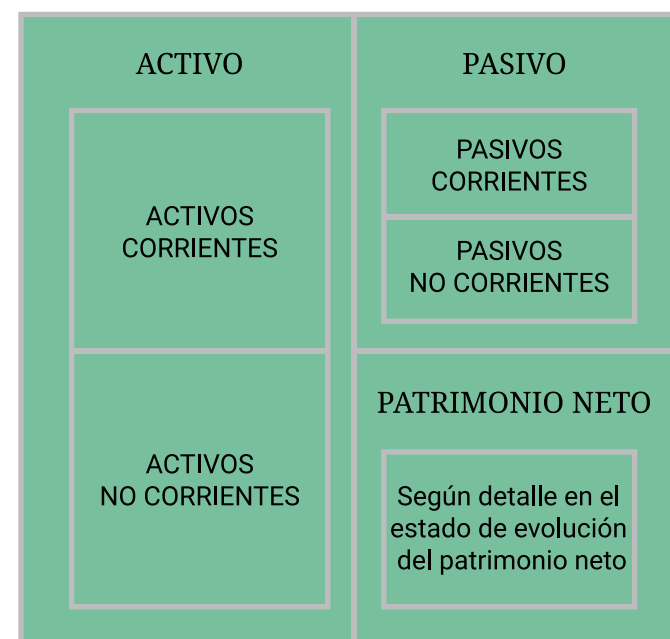 ACTIVO
ACTIVOS
CORRIENTES
ACTIVOS
NO CORRIENTES
PASIVO
PASIVOS
CORRIENTES
PASIVOS
NO CORRIENTES
PATRIMONIO NETO
Según detalle en el
estado de evolución
del patrimonio neto